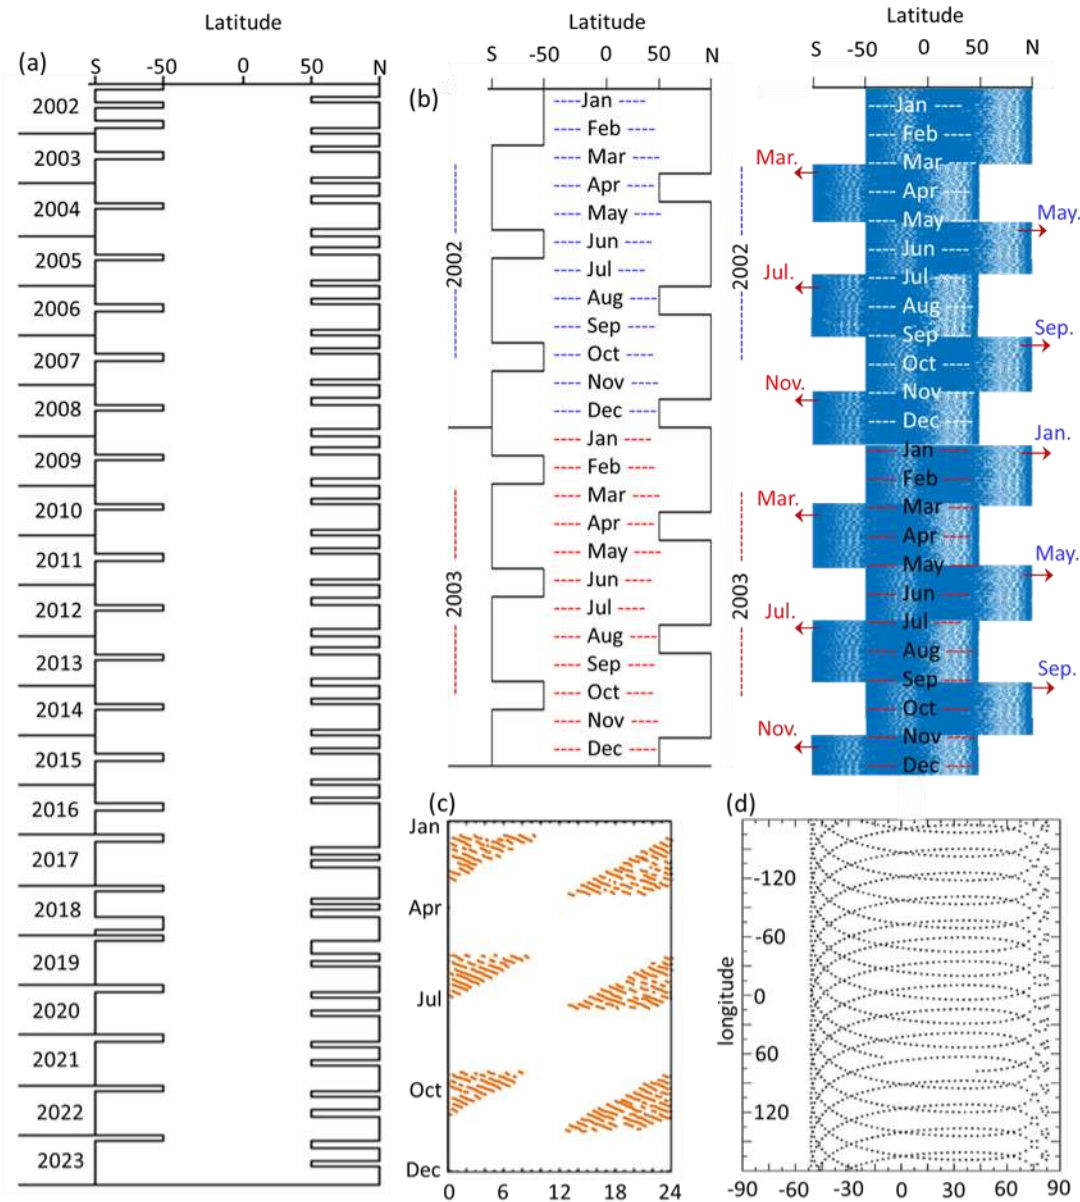 Latitude
(a)
S -50 0 50 N
2002
2003
2004
2005
2006
2007
2008
2009
2010
2011
2012
2013
2014
2015
2016
2017
2018
2019
2020
2021
2022
2023
Latitude
(b)
S -50 0 50 N
2002
Jan
Feb
Mar
Apr
May
Jun
Jul
Aug
Sep
Oct
Nov
Dec
2003
Jan
Feb
Mar
Apr
May
Jun
Jul
Aug
Sep
Oct
Nov
Dec
Latitude
S -50 0 50 N
2002
Jan
Feb
Mar. Mar
Apr
May May.
Jun
Jul. Jul
Aug
Sep Sep.
Oct
Nov. Nov
Dec
2003
Jan Jan.
Feb
Mar. Mar
Apr
May May.
Jun
Jul. Jul
Aug
Sep Sep.
Oct
Nov. Nov
Dec
(c)
Jan
Apr
Jul
Oct
Dec
0 6 12 18 24
(d)
longitude
-120
-60
0
60
120
-90 -60 -30 0 30 60 90